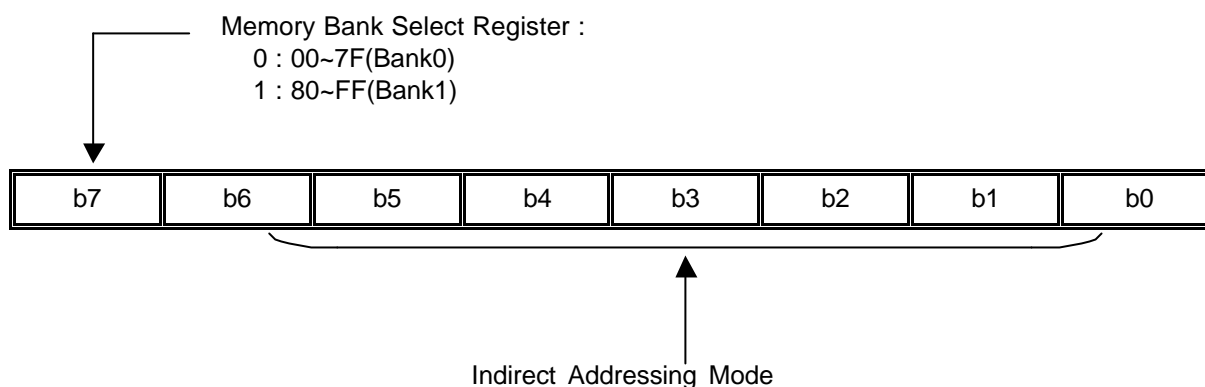 Memory Bank Select Register :
0 : 00~7F(Bank0)
1 : 80~FF(Bank1)
b7 b6 b5 b4 b3 b2 b1 b0
Indirect Addressing Mode